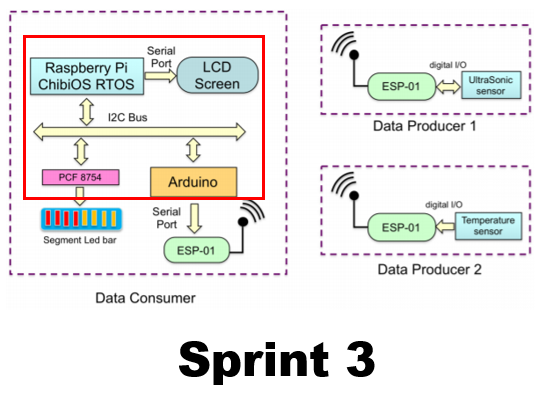 Serial
Port
Raspberry Pi
ChibiOS RTOS
LCD
Screen
I2C Bus
PCF 8754
Arduino
Segment Led bar
Serial
Port
ESP-01
Data Consumer
digital I/O
ESP-01
UltraSonic
sensor
Data Producer 1
digital I/O
ESP-01
Temperature
sensor
Data Producer 2
Sprint 3